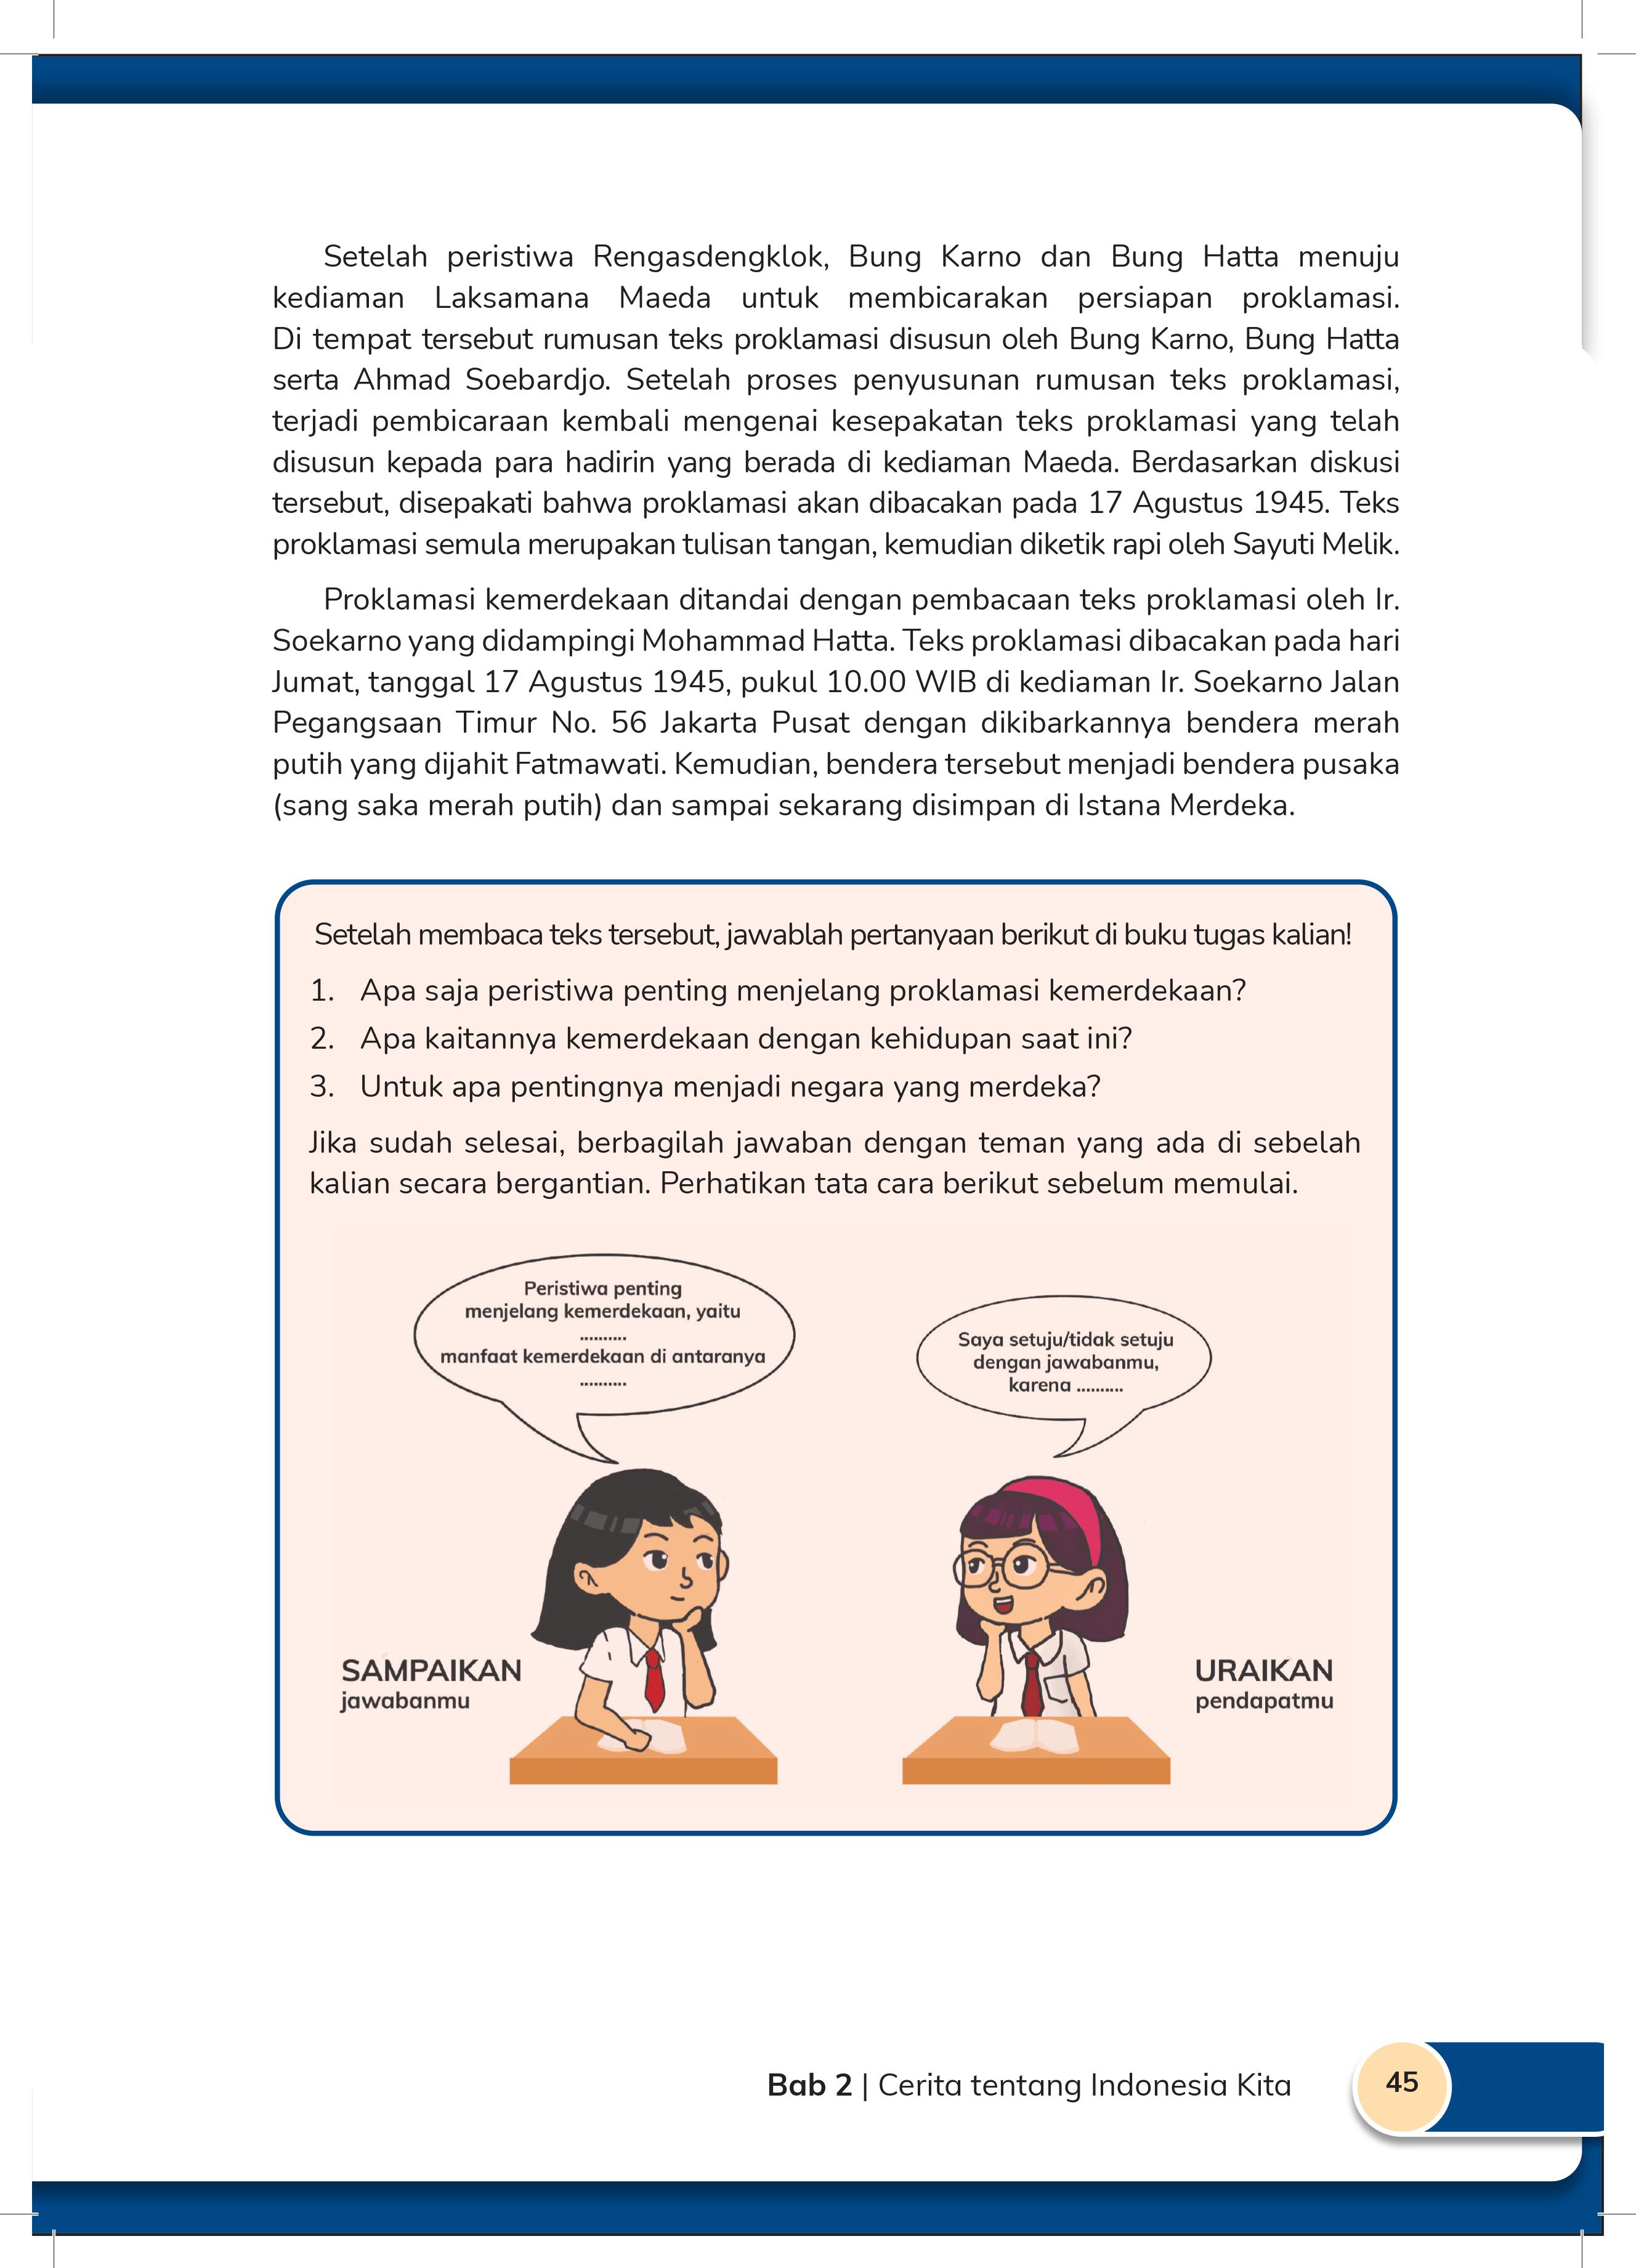 Setelah peristiwa Rengasdengklok, Bung Karno dan Bung Hatta menuju
kediaman Laksamana Maeda untuk membicarakan persiapan proklamasi.
Di tempat tersebut rumusan teks proklamasi disusun oleh Bung Karno, Bung Hatta
serta Ahmad Soebardjo. Setelah proses penyusunan rumusan teks proklamasi,
terjadi pembicaraan kembali mengenai kesepakatan teks proklamasi yang telah
disusun kepada para hadirin yang berada di kediaman Maeda. Berdasarkan diskusi
tersebut, disepakati bahwa proklamasi akan dibacakan pada 17 Agustus 1945. Teks
proklamasi semula merupakan tulisan tangan, kemudian diketik rapi oleh Sayuti Melik.
Proklamasi kemerdekaan ditandai dengan pembacaan teks proklamasi oleh Ir.
Soekarno yang didampingi Mohammad Hatta. Teks proklamasi dibacakan pada hari
Jumat, tanggal 17 Agustus 1945, pukul 10.00 WIB di kediaman Ir. Soekarno Jalan
Pegangsaan Timur No. 56 Jakarta Pusat dengan dikibarkannya bendera merah
putih yang dijahit Fatmawati. Kemudian, bendera tersebut menjadi bendera pusaka
(sang saka merah putih) dan sampai sekarang disimpan di Istana Merdeka.
Setelah membaca teks tersebut, jawablah pertanyaan berikut di buku tugas kalian!
1. Apa saja peristiwa penting menjelang proklamasi kemerdekaan?
2. Apa kaitannya kemerdekaan dengan kehidupan saat ini?
3. Untuk apa pentingnya menjadi negara yang merdeka?
Jika sudah selesai, berbagilah jawaban dengan teman yang ada di sebelah
kalian secara bergantian. Perhatikan tata cara berikut sebelum memulai.
Peristiwa penting
menjelang kemerdekaan, yaitu
..........
manfaat kemerdekaan di antaranya
..........
Saya setuju/tidak setuju
dengan jawabanmu,
karena ..........
SAMPAIKAN
jawabanmu
URAIKAN
pendapatmu
Bab 2 | Cerita tentang Indonesia Kita
45